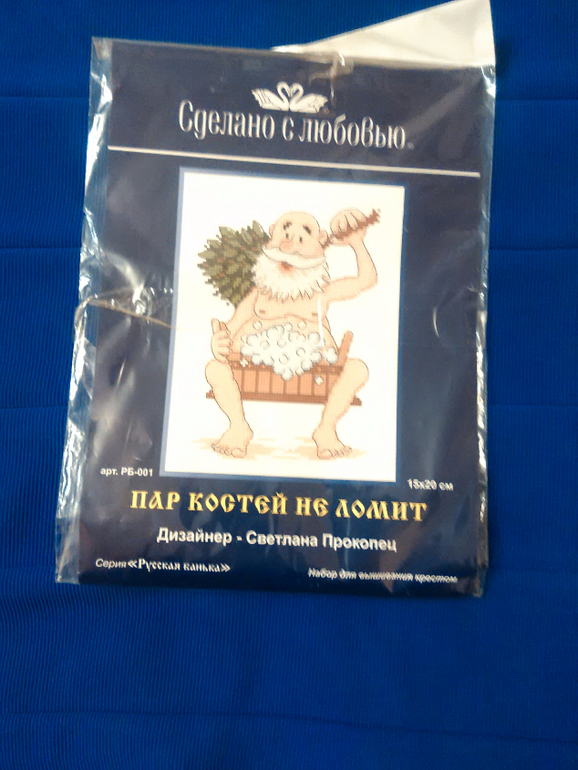 Сделано с любовью®
арт. РБ-001
15х20 см
ПАР КОСТЕЙ НЕ ЛОМИТ
Дизайнер - Светлана Прокопец
Серия «Русская банька»
Набор для вышивания крестом